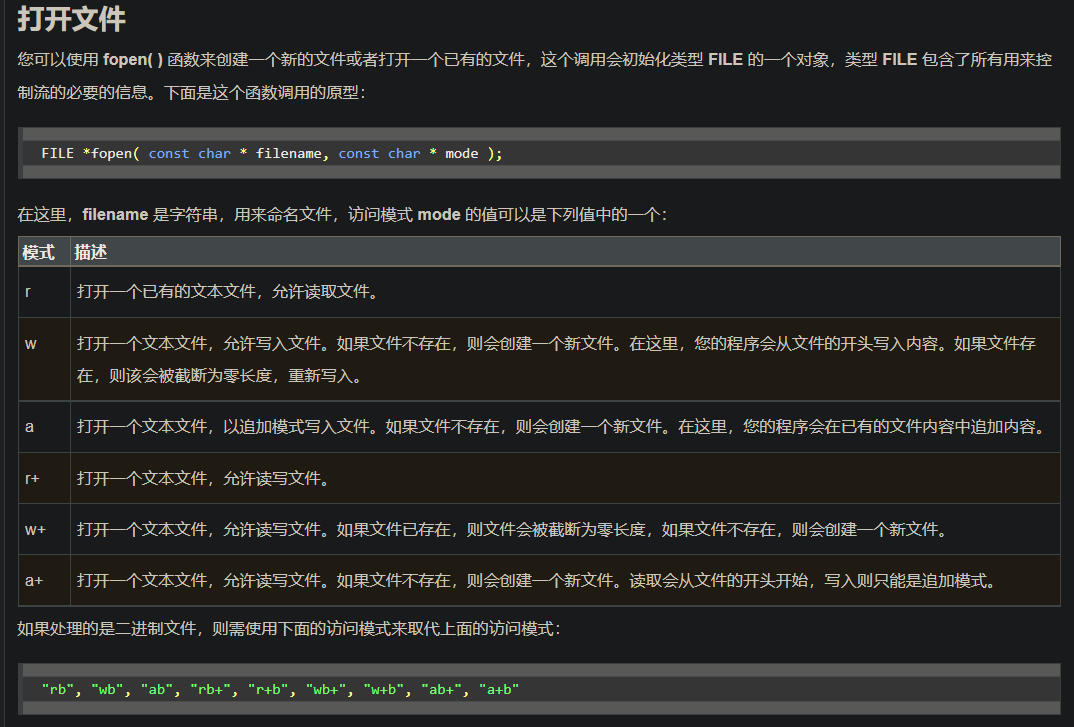 打开文件
您可以使用 fopen( ) 函数来创建一个新的文件或者打开一个已有的文件，这个调用会初始化类型 FILE 的一个对象，类型 FILE 包含了所有用来控
制流的必要的信息。下面是这个函数调用的原型：
FILE *fopen( const char * filename, const char * mode );
在这里，filename 是字符串，用来命名文件，访问模式 mode 的值可以是下列值中的一个：
模式 描述
r 打开一个已有的文本文件，允许读取文件。
w 打开一个文本文件，允许写入文件。如果文件不存在，则会创建一个新文件。在这里，您的程序会从文件的开头写入内容。如果文件存
在，则该会被截断为零长度，重新写入。
a 打开一个文本文件，以追加模式写入文件。如果文件不存在，则会创建一个新文件。在这里，您的程序会在已有的文件内容中追加内容。
r+ 打开一个文本文件，允许读写文件。
w+ 打开一个文本文件，允许读写文件。如果文件已存在，则文件会被截断为零长度，如果文件不存在，则会创建一个新文件。
a+ 打开一个文本文件，允许读写文件。如果文件不存在，则会创建一个新文件。读取会从文件的开头开始，写入则只能是追加模式。
如果处理的是二进制文件，则需使用下面的访问模式来取代上面的访问模式：
"rb", "wb", "ab", "rb+", "r+b", "wb+", "w+b", "ab+", "a+b"